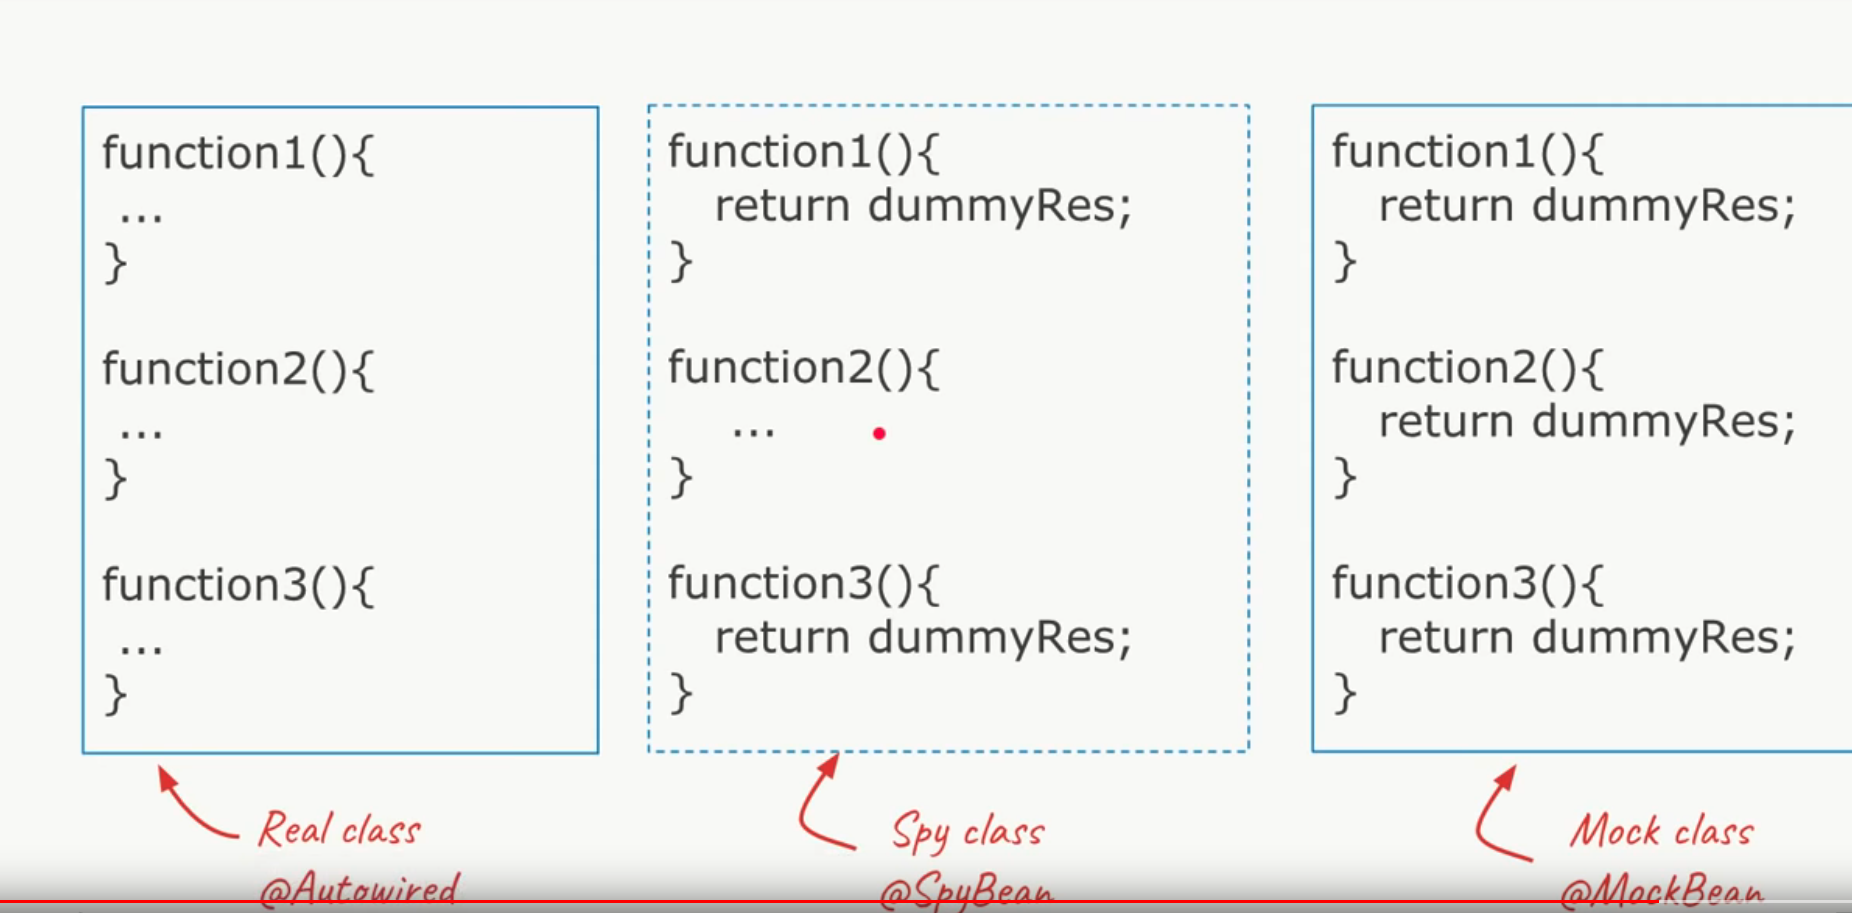 function1(){
...
}
function2(){
...
}
function3(){
...
}
Real class
@Autowired
function1(){
return dummyRes;
}
function2(){
...
}
function3(){
return dummyRes;
}
Spy class
@SpyBean
function1(){
return dummyRes;
}
function2(){
return dummyRes;
}
function3(){
return dummyRes;
}
Mock class
@MockBean